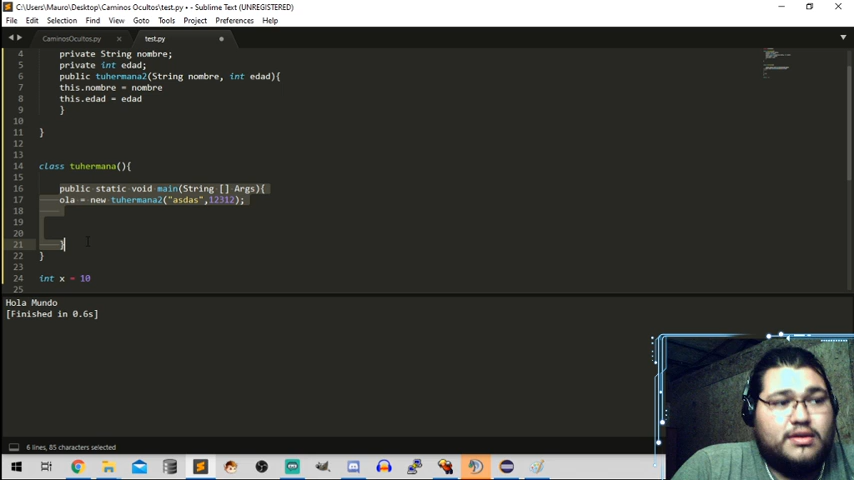 C:\Users\Mauro\Desktop\Caminos Ocultos\test.py • - Sublime Text (UNREGISTERED)
File Edit Selection Find View Goto Tools Project Preferences Help
CaminosOcultos.py test.py
4 private String nombre;
5 private int edad;
6 public tuhermana2(String nombre, int edad){
7 this.nombre = nombre
8 this.edad = edad
9 }
10
11 }
12
13
14 class tuhermana(){
15
16 public static void main(String [] Args){
17 ola = new tuhermana2("asdas",12312);
18
19
20
21 }
22 }
23
24 int x = 10
25
Hola Mundo
[Finished in 0.6s]
6 lines, 85 characters selected